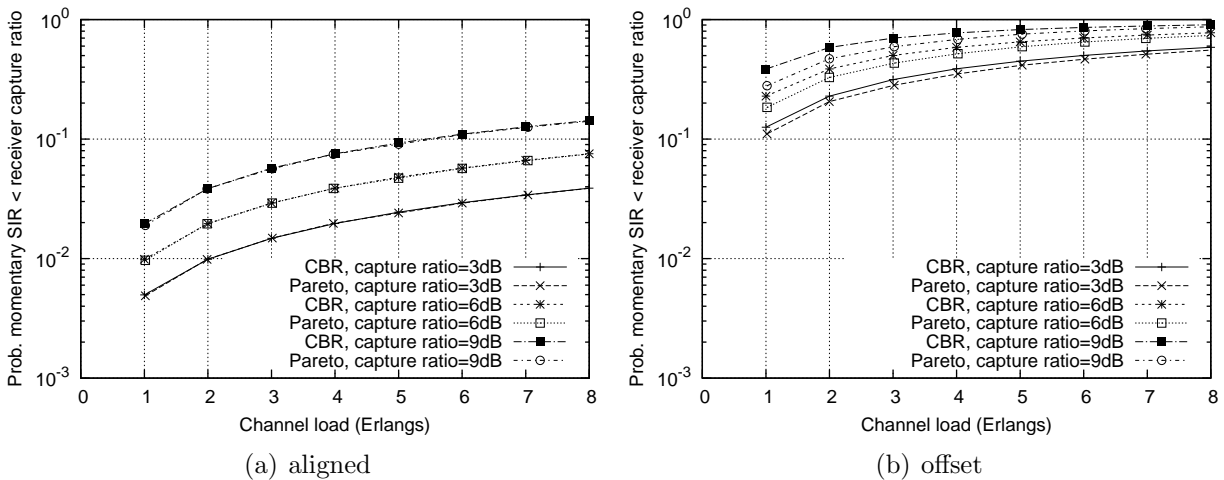 Prob. momentary SIR < receiver capture ratio
10^0
10^-1
10^-2
10^-3
0 1 2 3 4 5 6 7 8
Channel load (Erlangs)
CBR, capture ratio=3dB
Pareto, capture ratio=3dB
CBR, capture ratio=6dB
Pareto, capture ratio=6dB
CBR, capture ratio=9dB
Pareto, capture ratio=9dB
(a) aligned
Prob. momentary SIR < receiver capture ratio
10^0
10^-1
10^-2
10^-3
0 1 2 3 4 5 6 7 8
Channel load (Erlangs)
CBR, capture ratio=3dB
Pareto, capture ratio=3dB
CBR, capture ratio=6dB
Pareto, capture ratio=6dB
CBR, capture ratio=9dB
Pareto, capture ratio=9dB
(b) offset